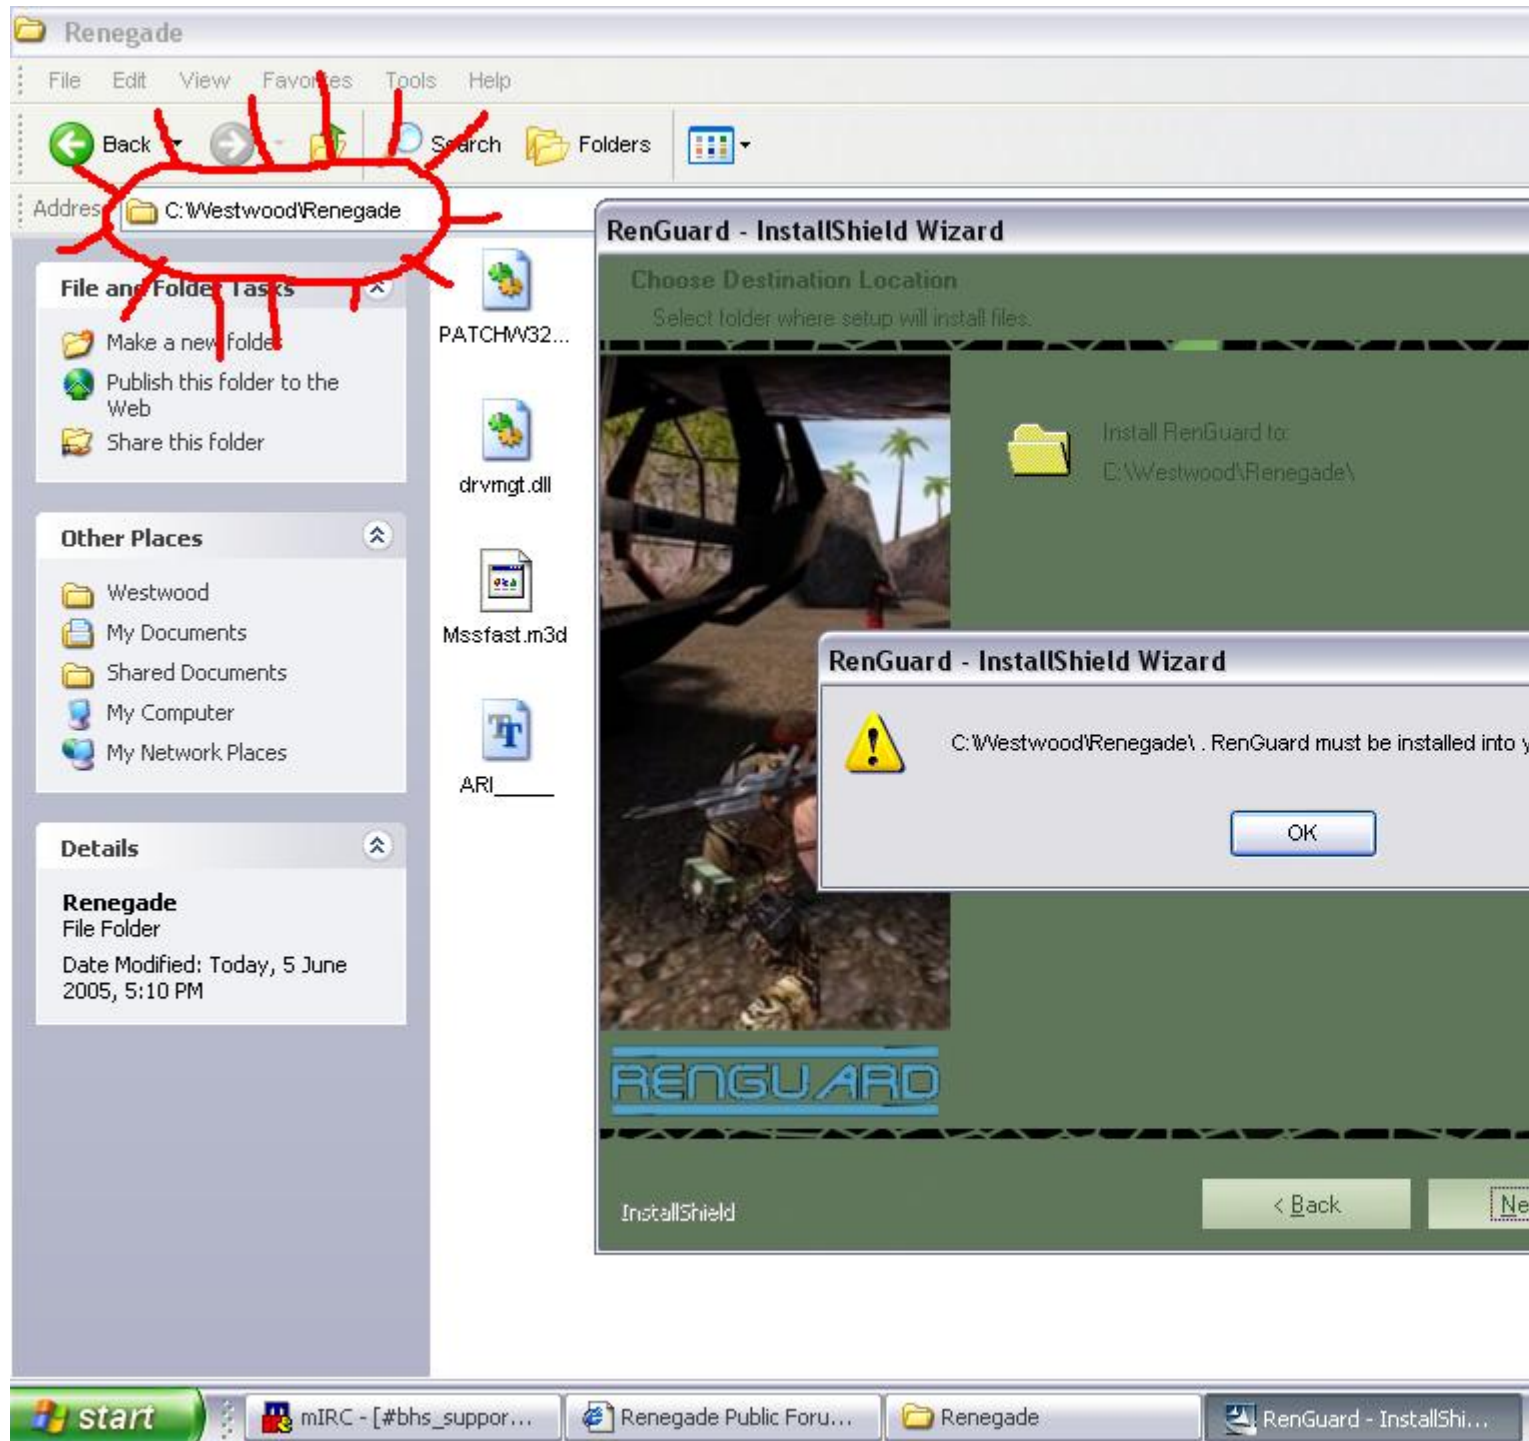 Renegade
File Edit View Favorites Tools Help
Back Search Folders
Address C:\Westwood\Renegade
File and Folder Tasks
Make a new folder
Publish this folder to the
Web
Share this folder
Other Places
Westwood
My Documents
Shared Documents
My Computer
My Network Places
Details
Renegade
File Folder
Date Modified: Today, 5 June
2005, 5:10 PM
PATCHW32...
drvmgt.dll
Mssfast.m3d
ARI_____
RenGuard - InstallShield Wizard
Choose Destination Location
Select folder where setup will install files.
Install RenGuard to:
C:\Westwood\Renegade\
RenGuard - InstallShield Wizard
C:\Westwood\Renegade\ . RenGuard must be installed into y
OK
RENGUARD
InstallShield
< Back Ne
start
mIRC - [#bhs_suppor...
Renegade Public Foru...
Renegade
RenGuard - InstallShi...